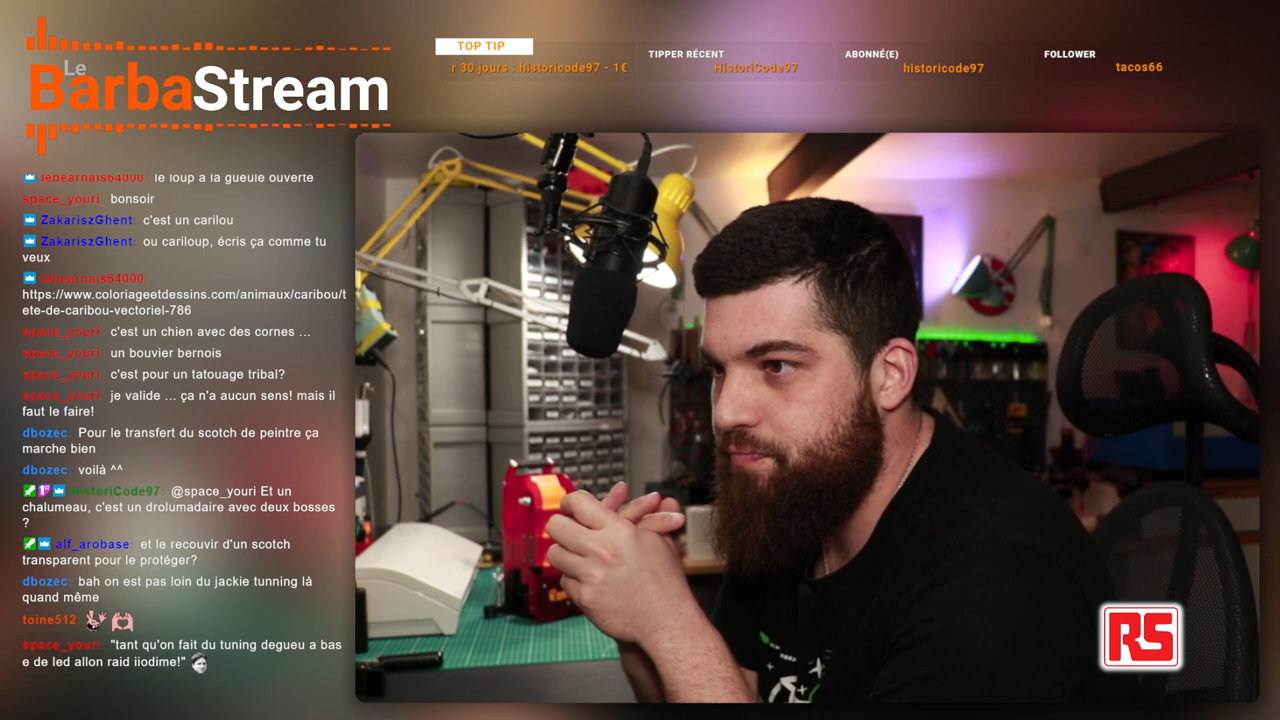 Le
BarbaStream
TOP TIP
r 30 jours : historicode97 - 1€
TIPPER RÉCENT
HistoriCode97
ABONNÉ(E)
historicode97
FOLLOWER
tacos66
lebearnais64000: le loup a la gueule ouverte
space_youri: bonsoir
ZakariszGhent: c'est un carilou
ZakariszGhent: ou cariloup, écris ça comme tu
veux
lebearnais64000
https://www.coloriageetdessins.com/animaux/caribou/t
ete-de-caribou-vectoriel-786
space_youri: c'est un chien avec des cornes ...
space_youri: un bouvier bernois
space_youri: c'est pour un tatouage tribal?
space_youri: je valide ... ça n'a aucun sens! mais il
faut le faire!
dbozec: Pour le transfert du scotch de peintre ça
marche bien
dbozec: voilà ^^
HistoriCode97: @space_youri Et un
chalumeau, c'est un drolumadaire avec deux bosses
?
alf_arobase: et le recouvir d'un scotch
transparent pour le protéger?
dbozec: bah on est pas loin du jackie tunning là
quand même
toine512:
space_youri: "tant qu'on fait du tuning degueu a bas
e de led allon raid iiodime!"
RS